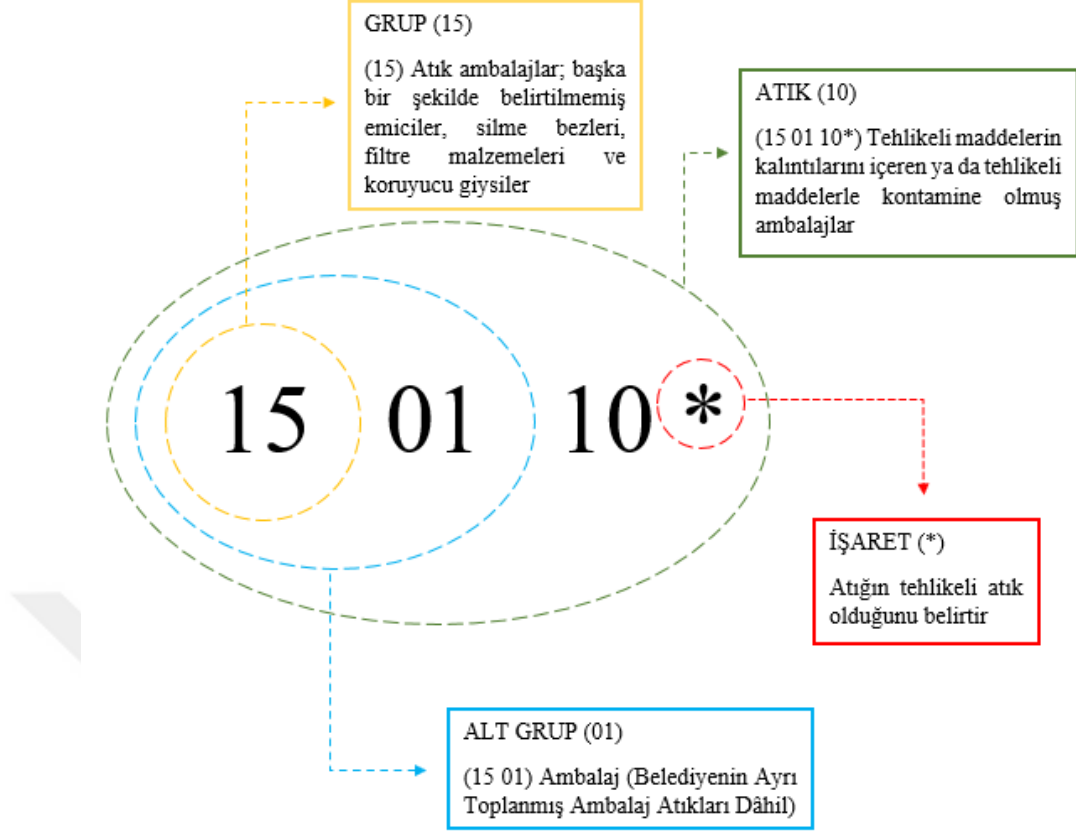 GRUP (15)
(15) Atık ambalajlar; başka
bir şekilde belirtilmemiş
emiciler, silme bezleri,
filtre malzemeleri ve
koruyucu giysiler
ATIK (10)
(15 01 10*) Tehlikeli maddelerin
kalıntılarını içeren ya da tehlikeli
maddelerle kontamine olmuş
ambalajlar
15 01 10 *
İŞARET (*)
Atığın tehlikeli atık
olduğunu belirtir
ALT GRUP (01)
(15 01) Ambalaj (Belediyenin Ayrı
Toplanmış Ambalaj Atıkları Dâhil)